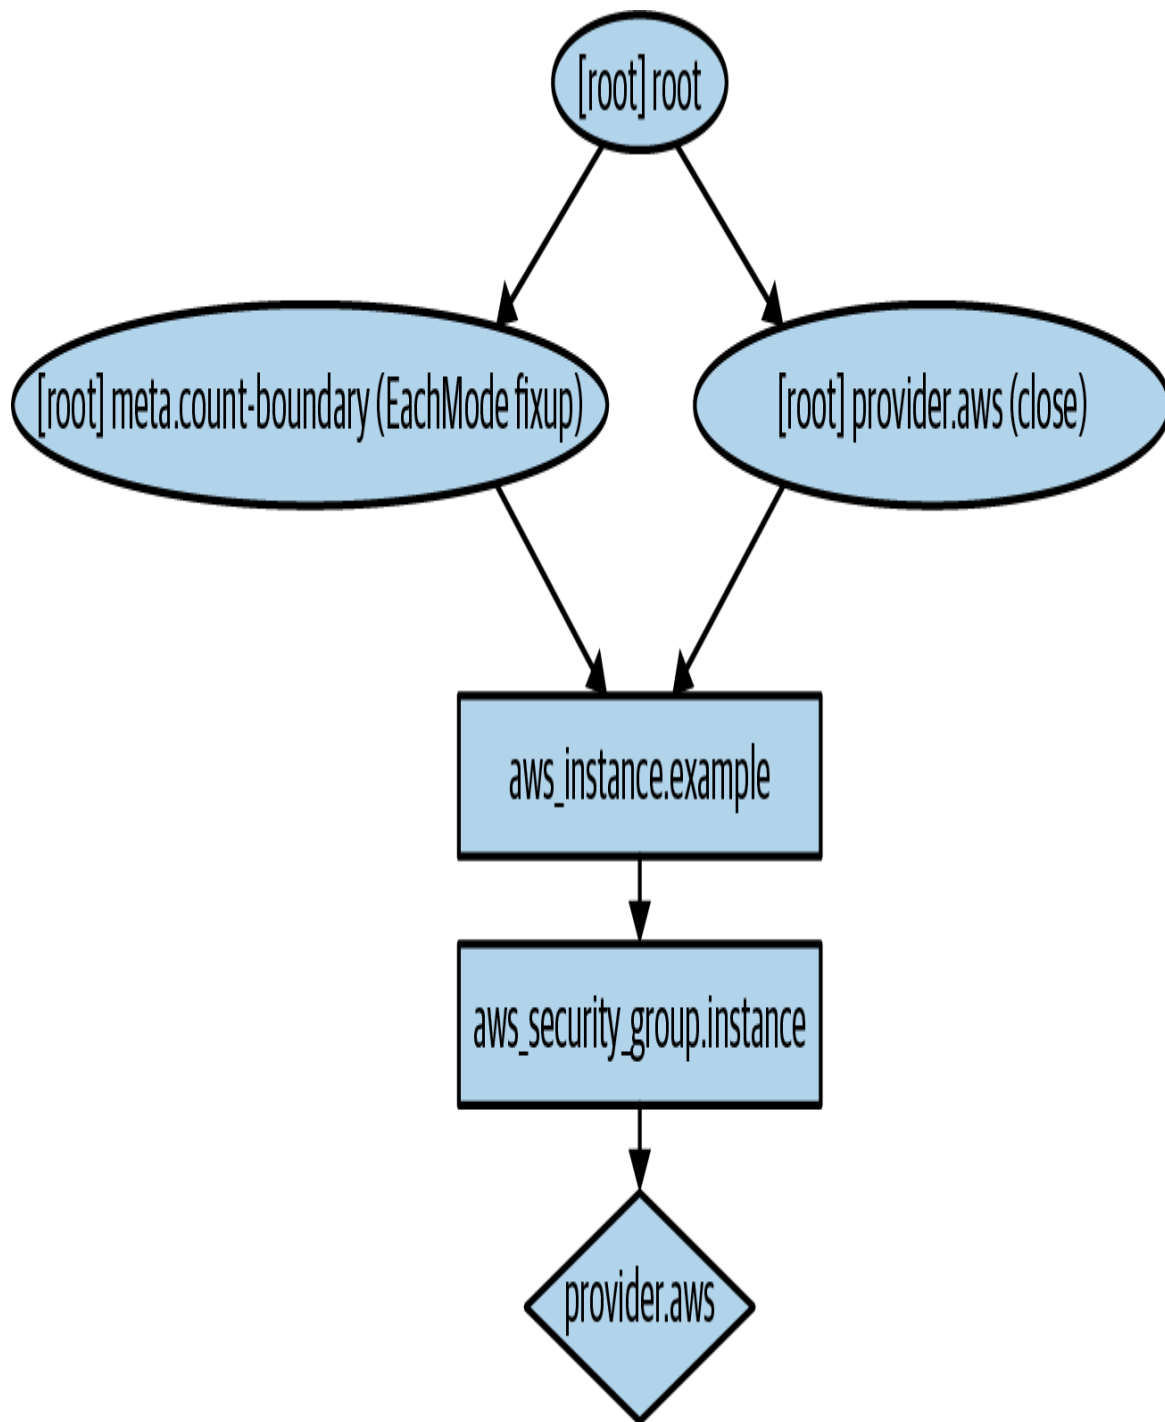 [root] root
[root] meta.count-boundary (EachMode fixup)
[root] provider.aws (close)
aws_instance.example
aws_security_group.instance
provider.aws